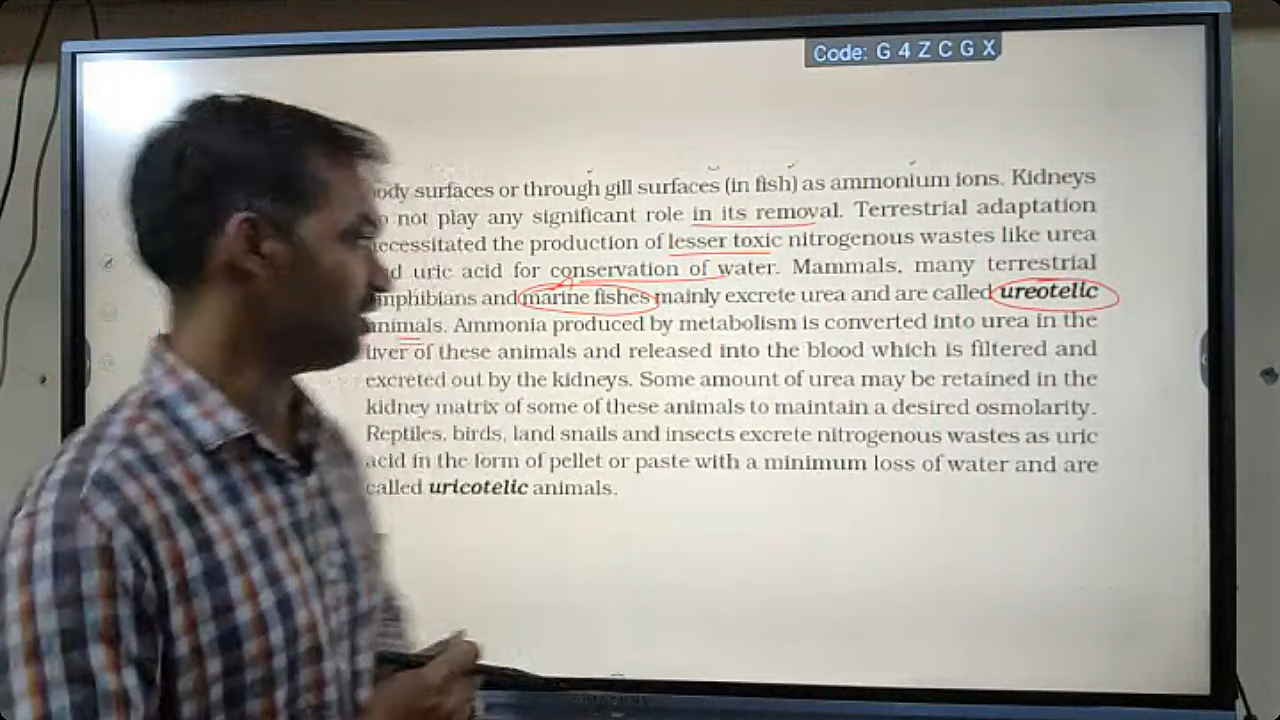 Code: G 4 Z C G X
ody surfaces or through gill surfaces (in fish) as ammonium ions. Kidneys
o not play any significant role in its removal. Terrestrial adaptation
ecessitated the production of lesser toxic nitrogenous wastes like urea
d uric acid for conservation of water. Mammals, many terrestrial
mphibians and marine fishes mainly excrete urea and are called ureotelic
animals. Ammonia produced by metabolism is converted into urea in the
liver of these animals and released into the blood which is filtered and
excreted out by the kidneys. Some amount of urea may be retained in the
kidney matrix of some of these animals to maintain a desired osmolarity.
Reptiles, birds, land snails and insects excrete nitrogenous wastes as uric
acid in the form of pellet or paste with a minimum loss of water and are
called uricotelic animals.